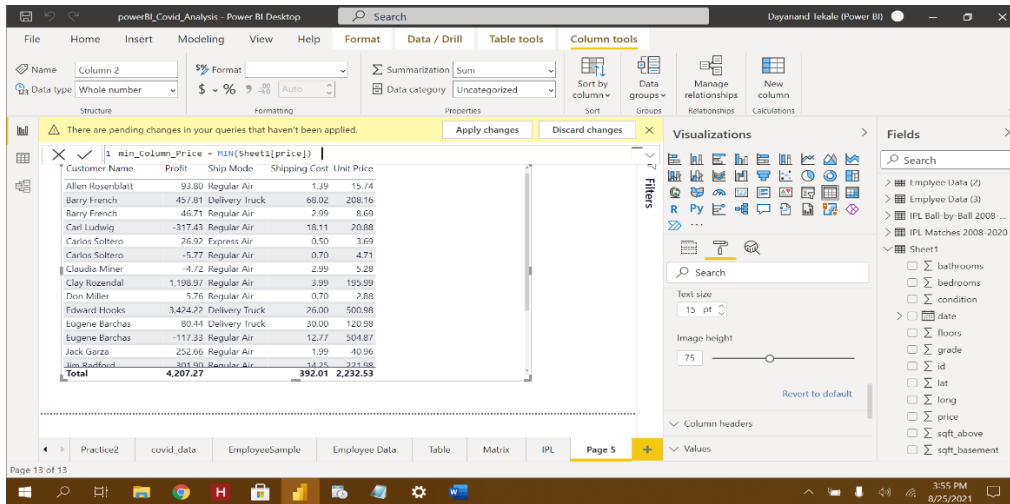 powerBI_Covid_Analysis - Power BI Desktop
Search
Dayanand Tekale (Power BI)
File Home Insert Modeling View Help Format Data / Drill Table tools Column tools
Name Column 2
$% Format
Summarization Sum
Data type Whole number
$ % 9 .00 Auto
Data category Uncategorized
Sort by column
Data groups
Manage relationships
New column
Structure Formatting Properties Sort Groups Relationships Calculations
There are pending changes in your queries that haven't been applied.
Apply changes
Discard changes
1 min_Column_Price = MIN(Sheet1[price])
Customer Name Profit Ship Mode Shipping Cost Unit Price
Allen Rosenblatt 93.80 Regular Air 1.39 15.74
Barry French 457.81 Delivery Truck 68.02 208.16
Barry French 46.71 Regular Air 2.99 8.69
Carl Ludwig -317.43 Regular Air 18.11 20.88
Carlos Soltero 26.92 Express Air 0.50 3.69
Carlos Soltero -5.77 Regular Air 0.70 4.71
Claudia Miner -4.72 Regular Air 2.99 5.28
Clay Rozendal 1,198.97 Regular Air 3.99 195.99
Don Miller 5.76 Regular Air 0.70 2.88
Edward Hooks 3,424.22 Delivery Truck 26.00 500.98
Eugene Barchas 80.44 Delivery Truck 30.00 120.98
Eugene Barchas -117.33 Regular Air 12.77 504.87
Jack Garza 252.66 Regular Air 1.99 40.96
Jim Radford 301.90 Regular Air 14.25 221.98
Total 4,207.27 392.01 2,232.53
Filters
Visualizations
R Py
Search
Text size
15 pt
Image height
75
Revert to default
Column headers
Values
Fields
Search
Emplyee Data (2)
Emplyee Data (3)
IPL Ball-by-Ball 2008-...
IPL Matches 2008-2020
Sheet1
bathrooms
bedrooms
condition
date
floors
grade
id
lat
long
price
sqft_above
sqft_basement
Practice2 covid_data EmployeeSample Employee Data Table Matrix IPL Page 5 +
Page 13 of 13
H
3:55 PM
8/25/2021